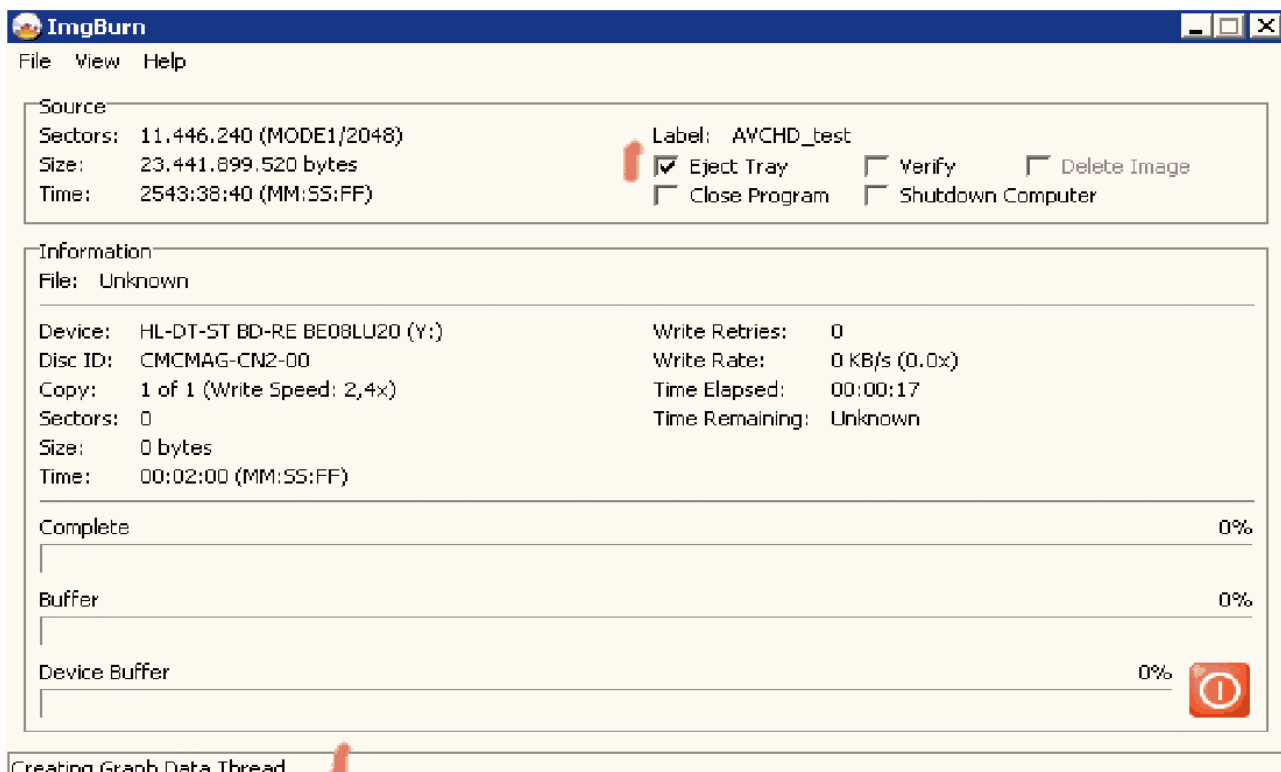 ImgBurn
File View Help
Source
Sectors: 11.446.240 (MODE1/2048)
Size: 23.441.899.520 bytes
Time: 2543:38:40 (MM:SS:FF)
Label: AVCHD_test
Eject Tray Verify Delete Image
Close Program Shutdown Computer
Information
File: Unknown
Device: HL-DT-ST BD-RE BE08LU20 (Y:)
Disc ID: CMCMAG-CN2-00
Copy: 1 of 1 (Write Speed: 2,4x)
Sectors: 0
Size: 0 bytes
Time: 00:02:00 (MM:SS:FF)
Write Retries: 0
Write Rate: 0 KB/s (0.0x)
Time Elapsed: 00:00:17
Time Remaining: Unknown
Complete 0%
Buffer 0%
Device Buffer 0%
Creating Graph Data Thread